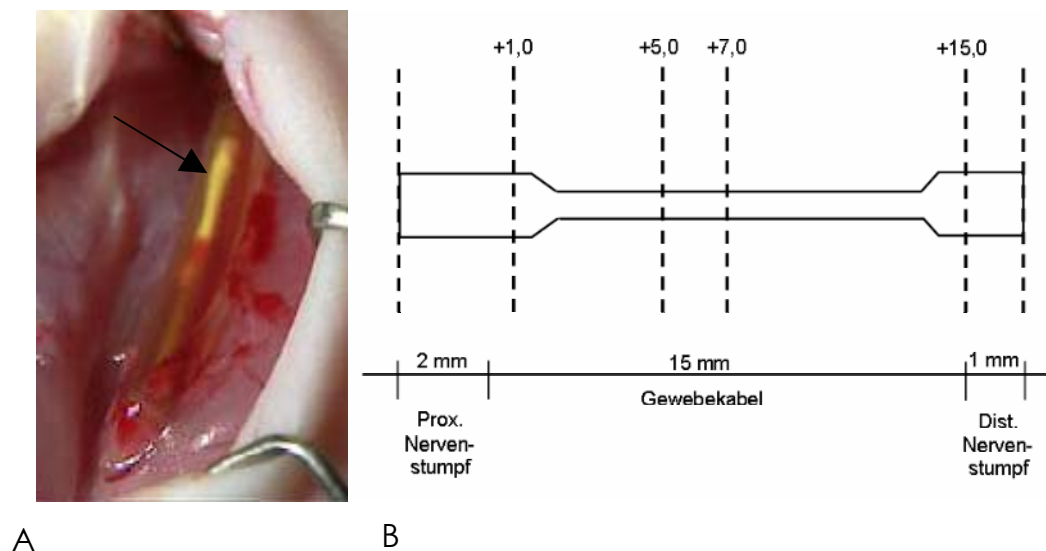 +1,0 +5,0 +7,0 +15,0
2 mm 15 mm 1 mm
Gewebekabel
Prox.
Nerven-
stumpf
Dist.
Nerven-
stumpf
A B